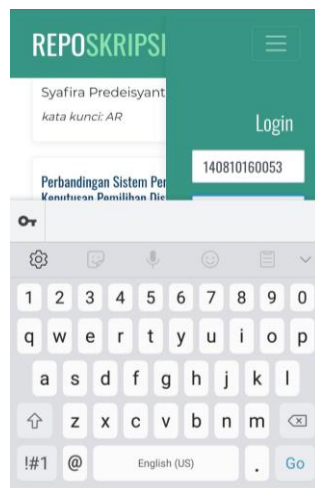 REPOSKRIPSI
Syafira Predeisyant
kata kunci: AR
Login
140810160053
Perbandingan Sistem Per
Keputusan Pemilihan Dis
1 2 3 4 5 6 7 8 9 0
q w e r t y u i o p
a s d f g h j k l
z x c v b n m
!#1 @ English (US) . Go